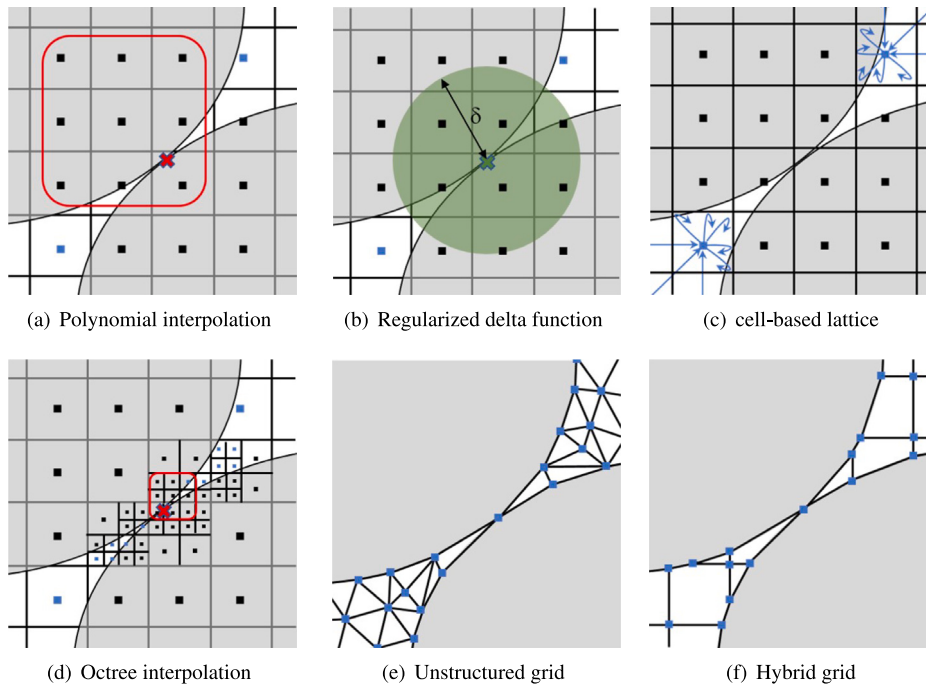 δ
(a) Polynomial interpolation
(b) Regularized delta function
(c) cell-based lattice
(d) Octree interpolation
(e) Unstructured grid
(f) Hybrid grid